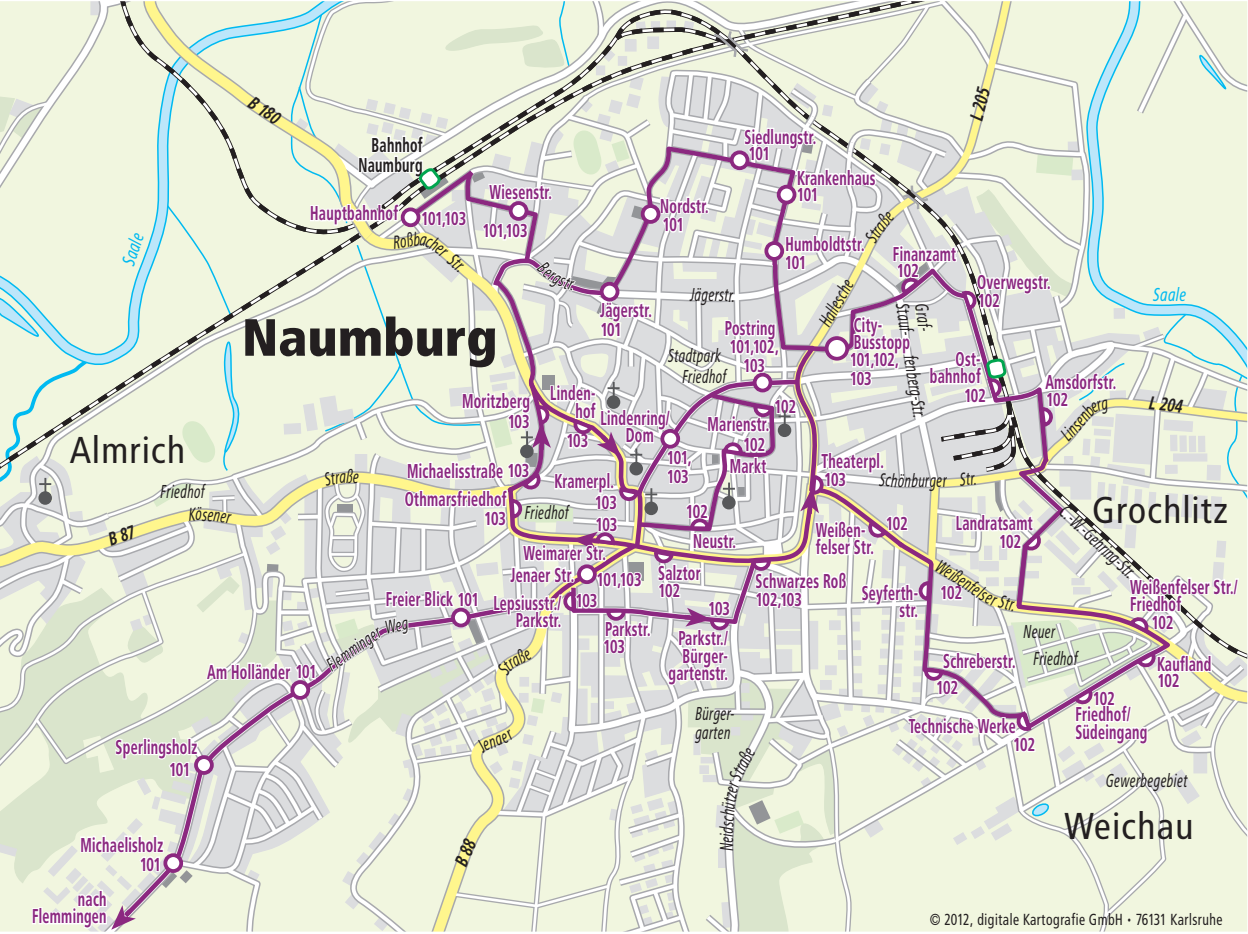 B 180
L 205
Bahnhof
Naumburg
Siedlungstr.
101
Krankenhaus
101
Wiesenstr.
101,103
Hauptbahnhof
101,103
Nordstr.
101
Saale
Roßbacher Str.
Humboldtstr.
101
Hallesche
Straße
Finanzamt
102
Overwegstr.
102
Bergstr.
Jägerstr.
101
Jägerstr.
Saale
Naumburg
Postring
101,102,
103
City-
Busstopp
101,102,
103
Graf-
Stauf-
fenberg-Str.
Stadtpark
Friedhof
Ost-
bahnhof
102
Amsdorfstr.
102
Linsenberg
L 204
Moritzberg
103
Linden-
hof
103
Lindenring/
Dom
101,
103
102
Marienstr.
102
Markt
Almrich
Friedhof
Straße
Kösener
B 87
Michaelisstraße 103
Othmarsfriedhof
103
Friedhof
Kramerpl.
103
Theaterpl.
103
Schönburger Str.
Grochlitz
102
Neustr.
Weißen-
felser Str.
102
Landratsamt
102
L.-W.-Gehring-Str.
103
Weimarer Str.
Jenaer Str.
101,103
Salztor
102
Schwarzes Roß
102,103
Weißenfelser Str.
Seyferth-
str.
102
Weißenfelser Str./
Friedhof
102
Freier Blick 101
Lepsiusstr./
Parkstr.
103
Parkstr.
103
103
Parkstr./
Bürger-
gartenstr.
Neuer
Friedhof
Flemminger Weg
Straße
Am Holländer 101
Schreberstr.
102
Kaufland
102
102
Friedhof/
Südeingang
Technische Werke
102
Bürger-
garten
Jenaer
Sperlingsholz
101
Neidschützer Straße
Gewerbegebiet
Weichau
B 88
Michaelisholz
101
nach
Flemmingen
© 2012, digitale Kartografie GmbH • 76131 Karlsruhe